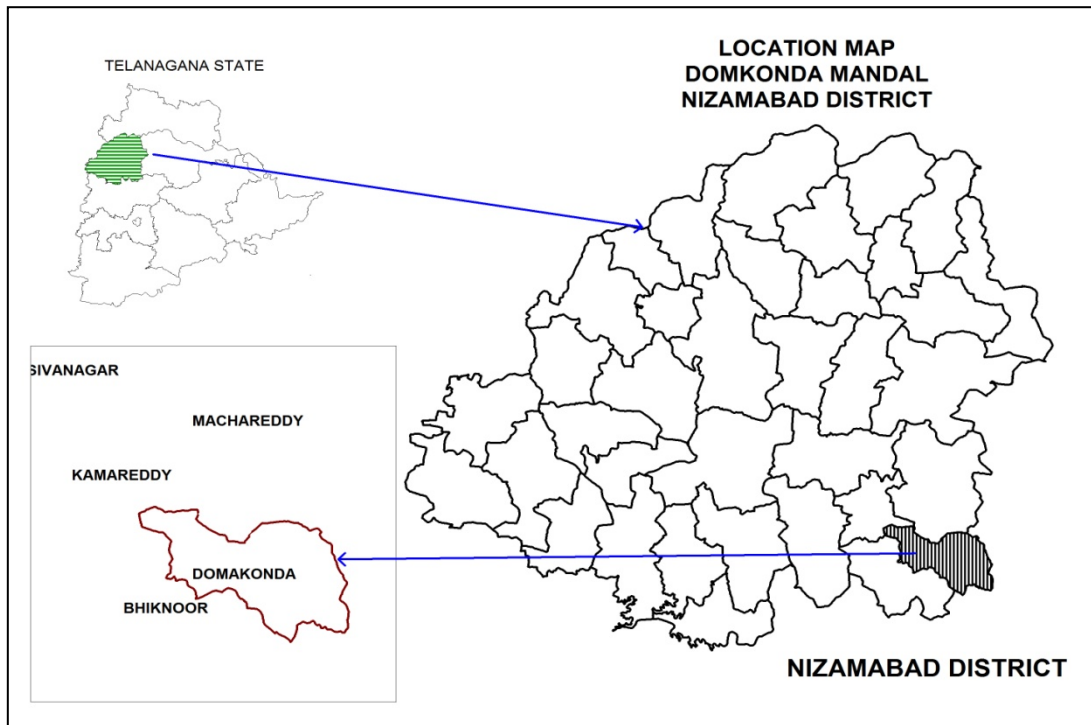 TELANAGANA STATE
LOCATION MAP
DOMKONDA MANDAL
NIZAMABAD DISTRICT
SIVANAGAR
MACHAREDDY
KAMAREDDY
DOMAKONDA
BHIKNOOR
NIZAMABAD DISTRICT